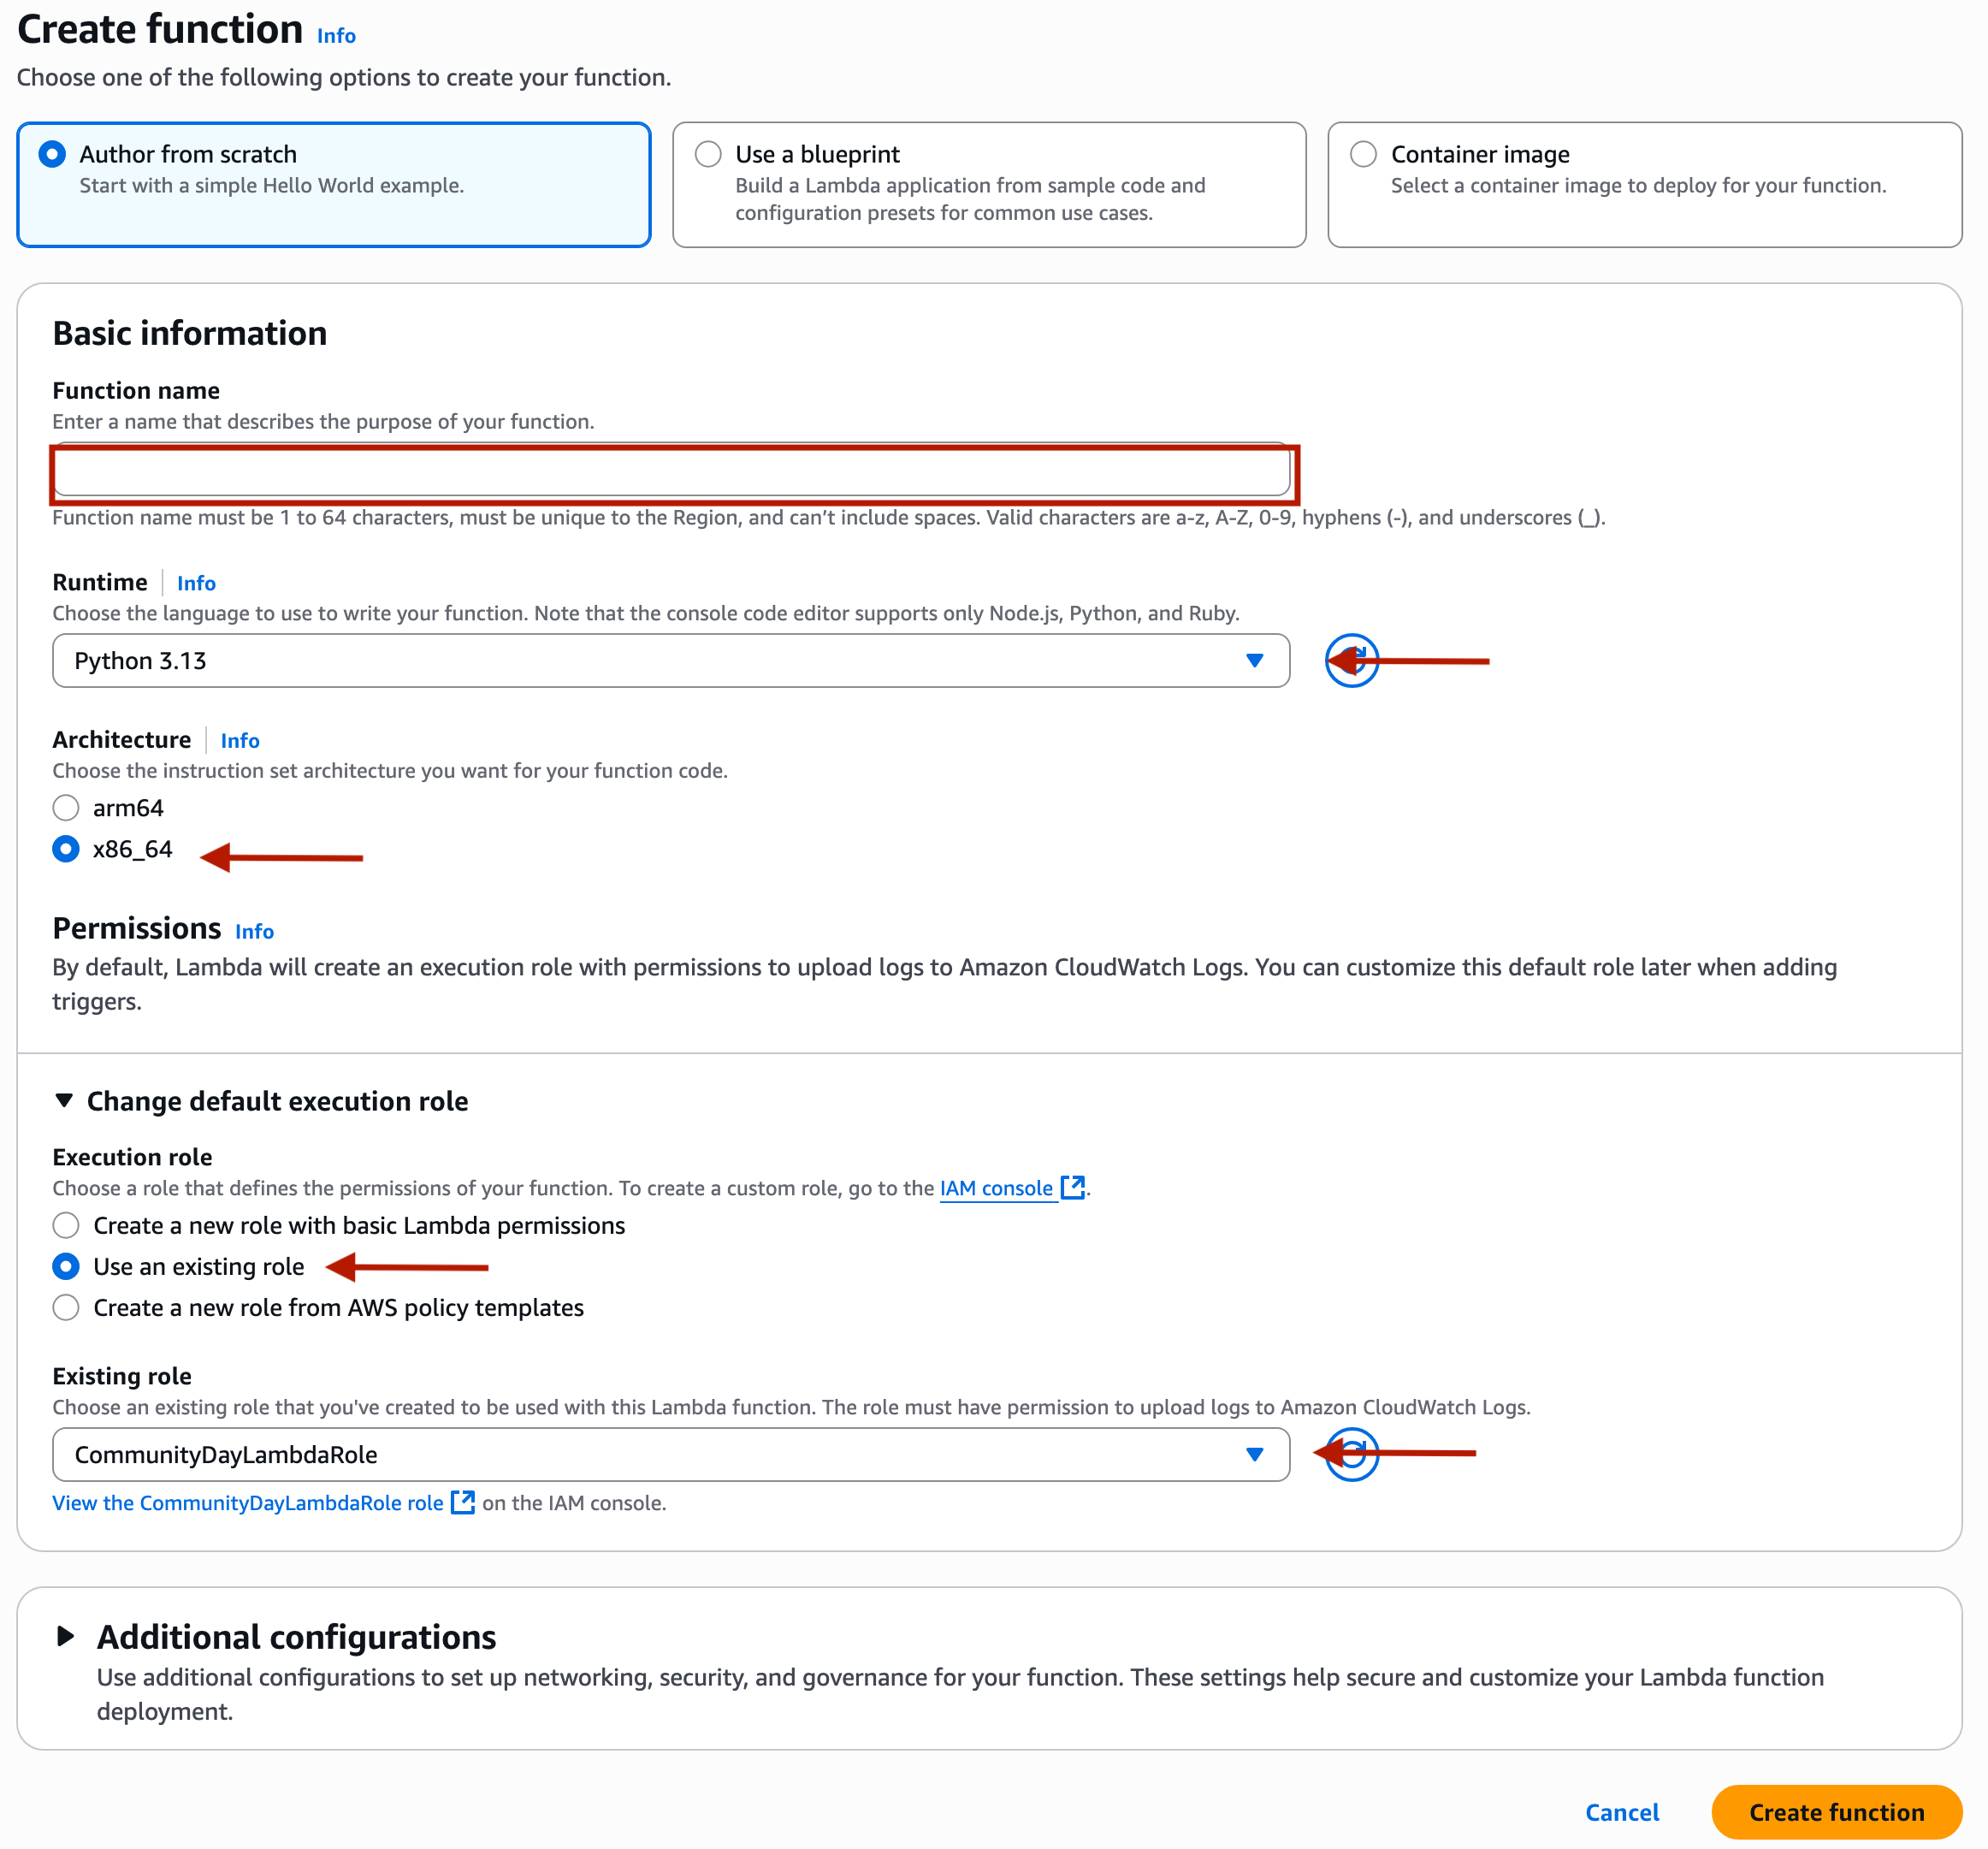 Create function Info
Choose one of the following options to create your function.
Author from scratch
Start with a simple Hello World example.
Use a blueprint
Build a Lambda application from sample code and
configuration presets for common use cases.
Container image
Select a container image to deploy for your function.
Basic information
Function name
Enter a name that describes the purpose of your function.
Function name must be 1 to 64 characters, must be unique to the Region, and can’t include spaces. Valid characters are a-z, A-Z, 0-9, hyphens (-), and underscores (_).
Runtime Info
Choose the language to use to write your function. Note that the console code editor supports only Node.js, Python, and Ruby.
Python 3.13
Architecture Info
Choose the instruction set architecture you want for your function code.
arm64
x86_64
Permissions Info
By default, Lambda will create an execution role with permissions to upload logs to Amazon CloudWatch Logs. You can customize this default role later when adding
triggers.
Change default execution role
Execution role
Choose a role that defines the permissions of your function. To create a custom role, go to the IAM console.
Create a new role with basic Lambda permissions
Use an existing role
Create a new role from AWS policy templates
Existing role
Choose an existing role that you've created to be used with this Lambda function. The role must have permission to upload logs to Amazon CloudWatch Logs.
CommunityDayLambdaRole
View the CommunityDayLambdaRole role on the IAM console.
Additional configurations
Use additional configurations to set up networking, security, and governance for your function. These settings help secure and customize your Lambda function
deployment.
Cancel
Create function